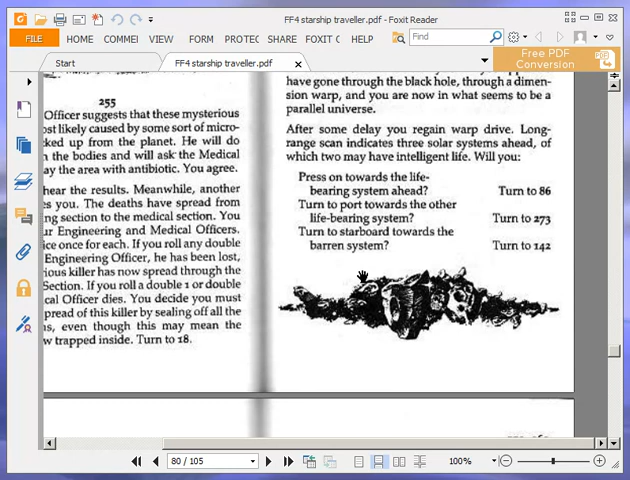 FF4 starship traveller.pdf - Foxit Reader
FILE HOME COMMEI VIEW FORM PROTEC SHARE FOXIT C HELP Find
Start FF4 starship traveller.pdf Free PDF
Conversion
255
Officer suggests that these mysterious
ost likely caused by some sort of micro-
cked up from the planet. He will do
n the bodies and will ask the Medical
ay the area with antibiotic. You agree.
hear the results. Meanwhile, another
es you. The deaths have spread from
ng section to the medical section. You
ur Engineering and Medical Officers.
ice once for each. If you roll any double
Engineering Officer, he has been lost,
ious killer has now spread through the
Section. If you roll a double 1 or double
cal Officer dies. You decide you must
pread of this killer by sealing off all the
ns, even though this may mean the
w trapped inside. Turn to 18.
have gone through the black hole, through a dimen-
sion warp, and you are now in what seems to be a
parallel universe.
After some delay you regain warp drive. Long-
range scan indicates three solar systems ahead, of
which two may have intelligent life. Will you:
Press on towards the life-
bearing system ahead? Turn to 86
Turn to port towards the other
life-bearing system? Turn to 273
Turn to starboard towards the
barren system? Turn to 142
80 / 105 100%